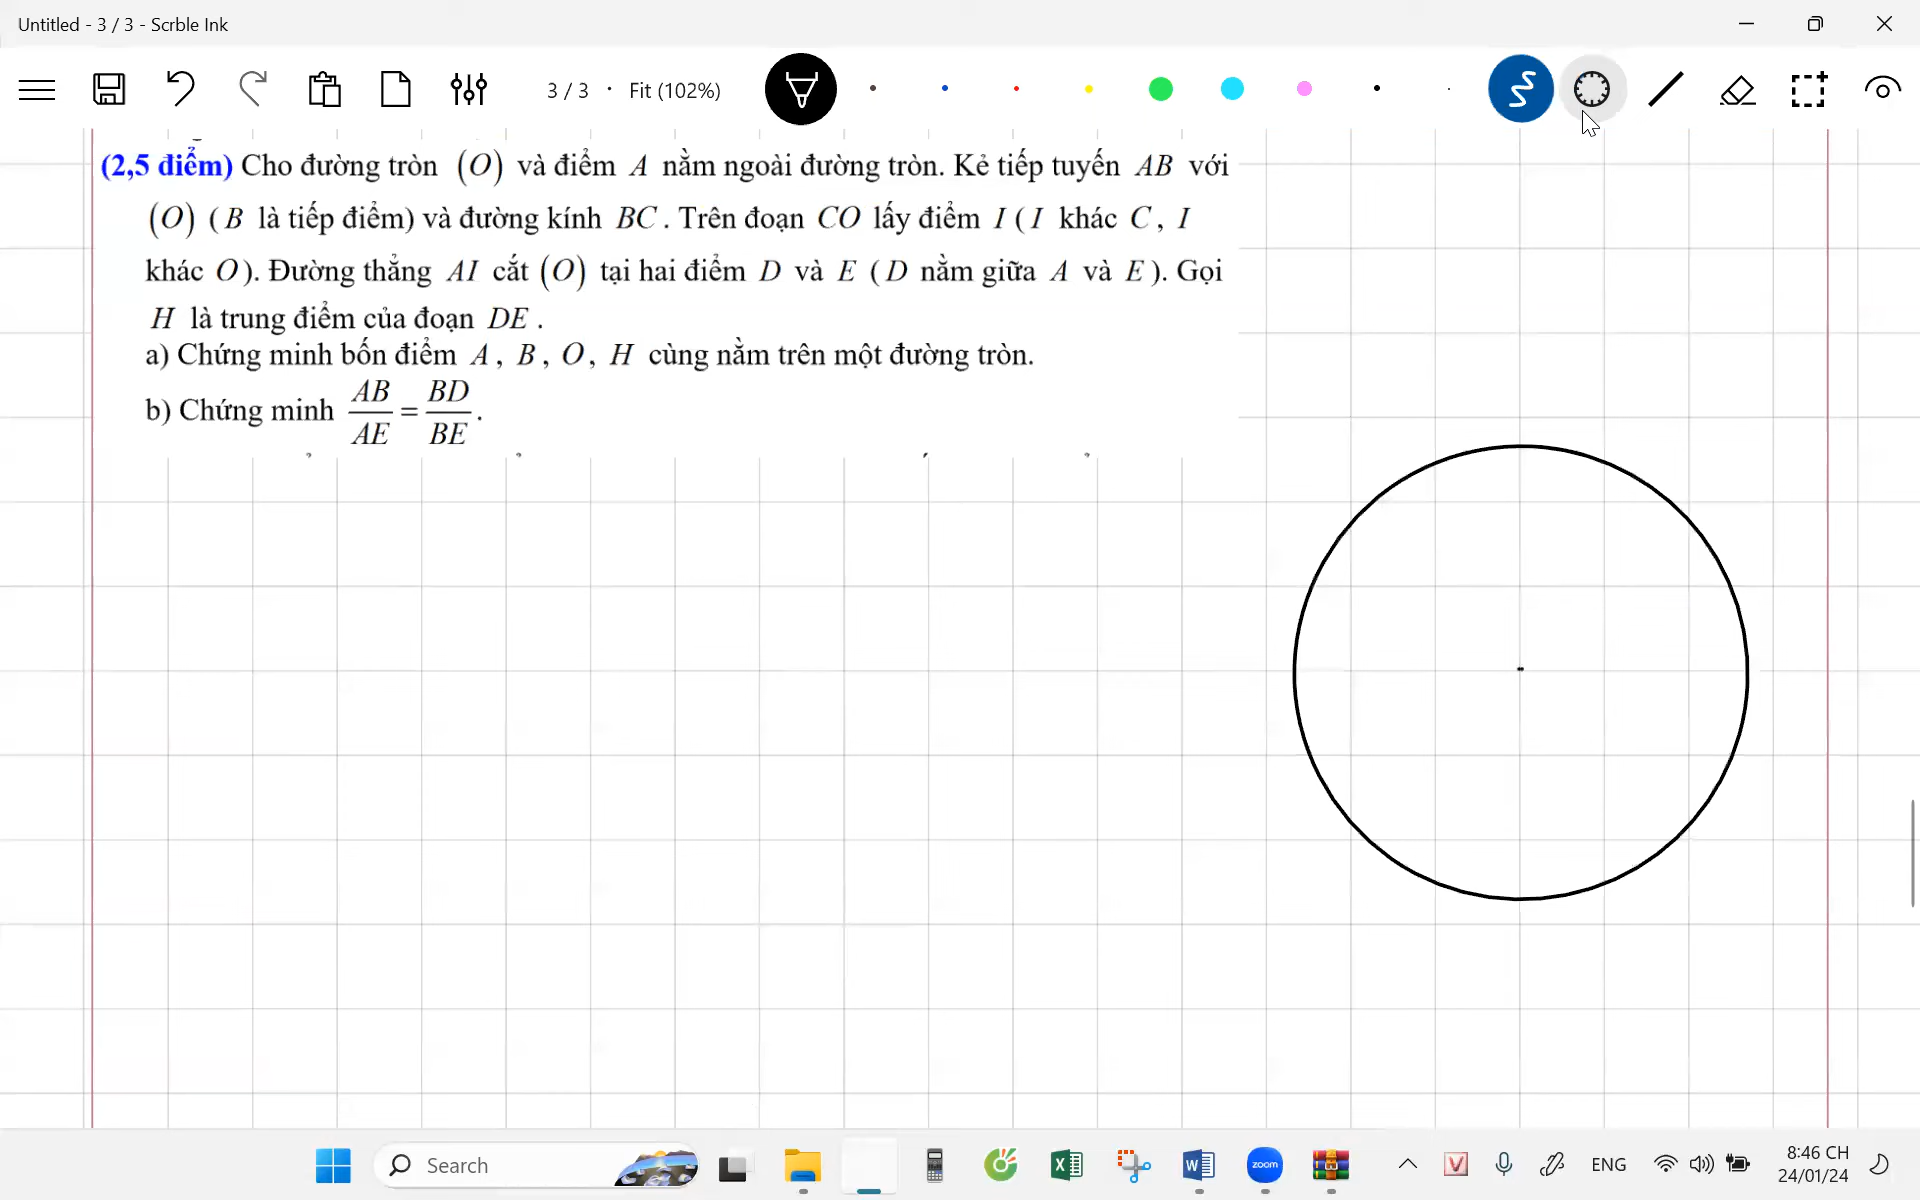 Untitled - 3 / 3 - Scrble Ink
3 / 3 · Fit (102%)
(2,5 điểm) Cho đường tròn (O) và điểm A nằm ngoài đường tròn. Kẻ tiếp tuyến AB với
(O) ( B là tiếp điểm) và đường kính BC . Trên đoạn CO lấy điểm I ( I khác C , I
khác O ). Đường thẳng AI cắt (O) tại hai điểm D và E ( D nằm giữa A và E ). Gọi
H là trung điểm của đoạn DE .
a) Chứng minh bốn điểm A , B , O , H cùng nằm trên một đường tròn.
b) Chứng minh AB/AE = BD/BE .
Search
zoom
ENG
8:46 CH
24/01/24